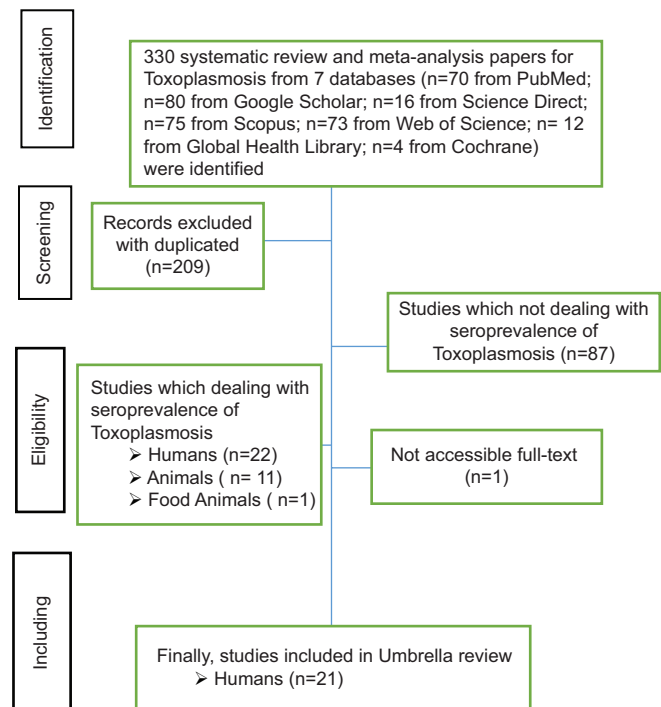 Identification
330 systematic review and meta-analysis papers for
Toxoplasmosis from 7 databases (n=70 from PubMed;
n=80 from Google Scholar; n=16 from Science Direct;
n=75 from Scopus; n=73 from Web of Science; n= 12
from Global Health Library; n=4 from Cochrane)
were identified
Screening
Records excluded
with duplicated
(n=209)
Studies which not dealing with
seroprevalence of
Toxoplasmosis (n=87)
Eligibility
Studies which dealing with
seroprevalence of
Toxoplasmosis
➢ Humans (n=22)
➢ Animals ( n= 11)
➢ Food Animals ( n=1)
Not accessible full-text
(n=1)
Including
Finally, studies included in Umbrella review
➢ Humans (n=21)